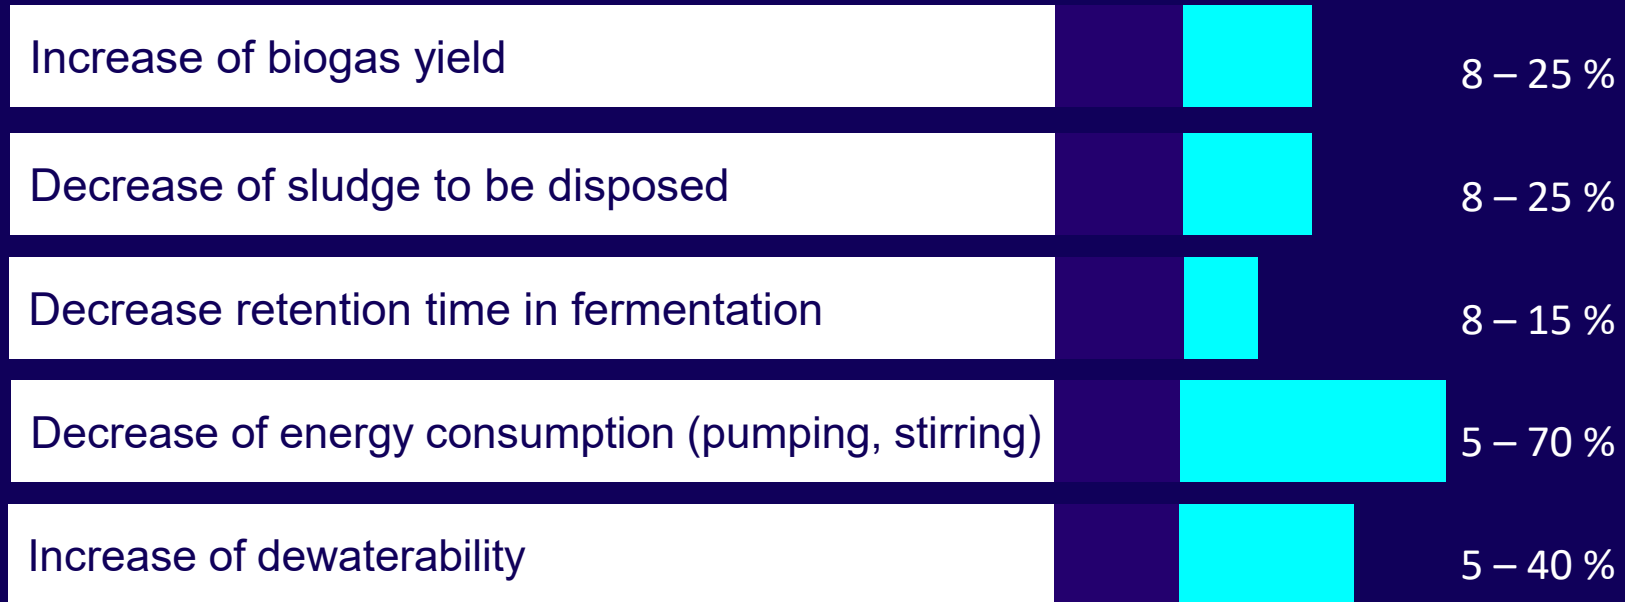 Increase of biogas yield 8 – 25 %
Decrease of sludge to be disposed 8 – 25 %
Decrease retention time in fermentation 8 – 15 %
Decrease of energy consumption (pumping, stirring) 5 – 70 %
Increase of dewaterability 5 – 40 %